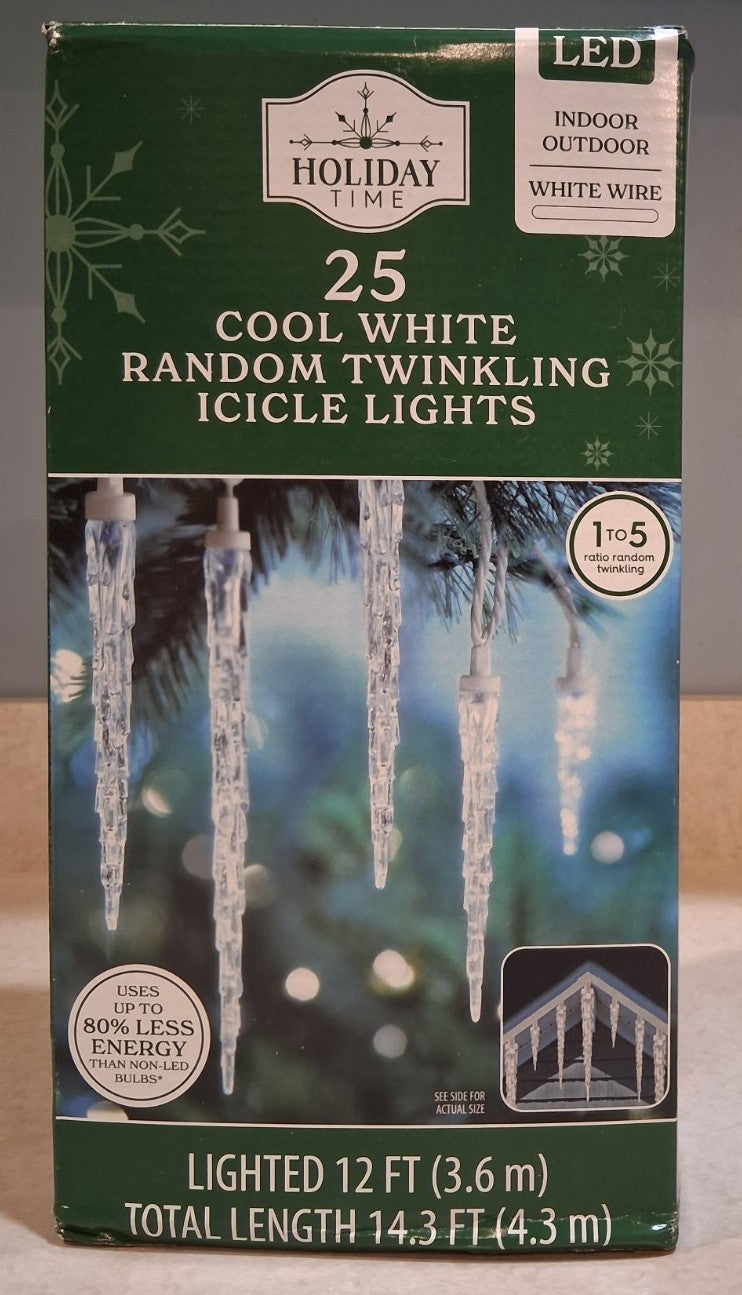 LED
INDOOR
OUTDOOR
WHITE WIRE
HOLIDAY
TIME
25
COOL WHITE
RANDOM TWINKLING
ICICLE LIGHTS
1 TO 5
ratio random
twinkling
USES
UP TO
80% LESS
ENERGY
THAN NON-LED
BULBS*
SEE SIDE FOR
ACTUAL SIZE
LIGHTED 12 FT (3.6 m)
TOTAL LENGTH 14.3 FT (4.3 m)